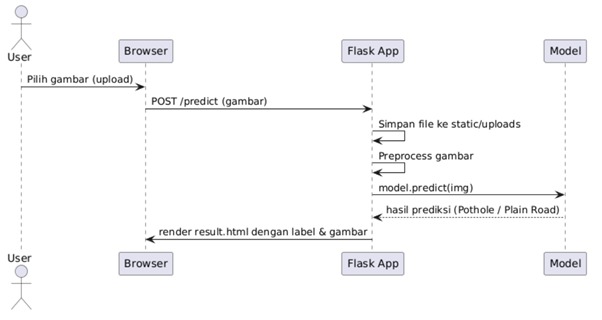 User
Browser
Flask App
Model
Pilih gambar (upload)
POST /predict (gambar)
Simpan file ke static/uploads
Preprocess gambar
model.predict(img)
hasil prediksi (Pothole / Plain Road)
render result.html dengan label & gambar
User
Browser
Flask App
Model